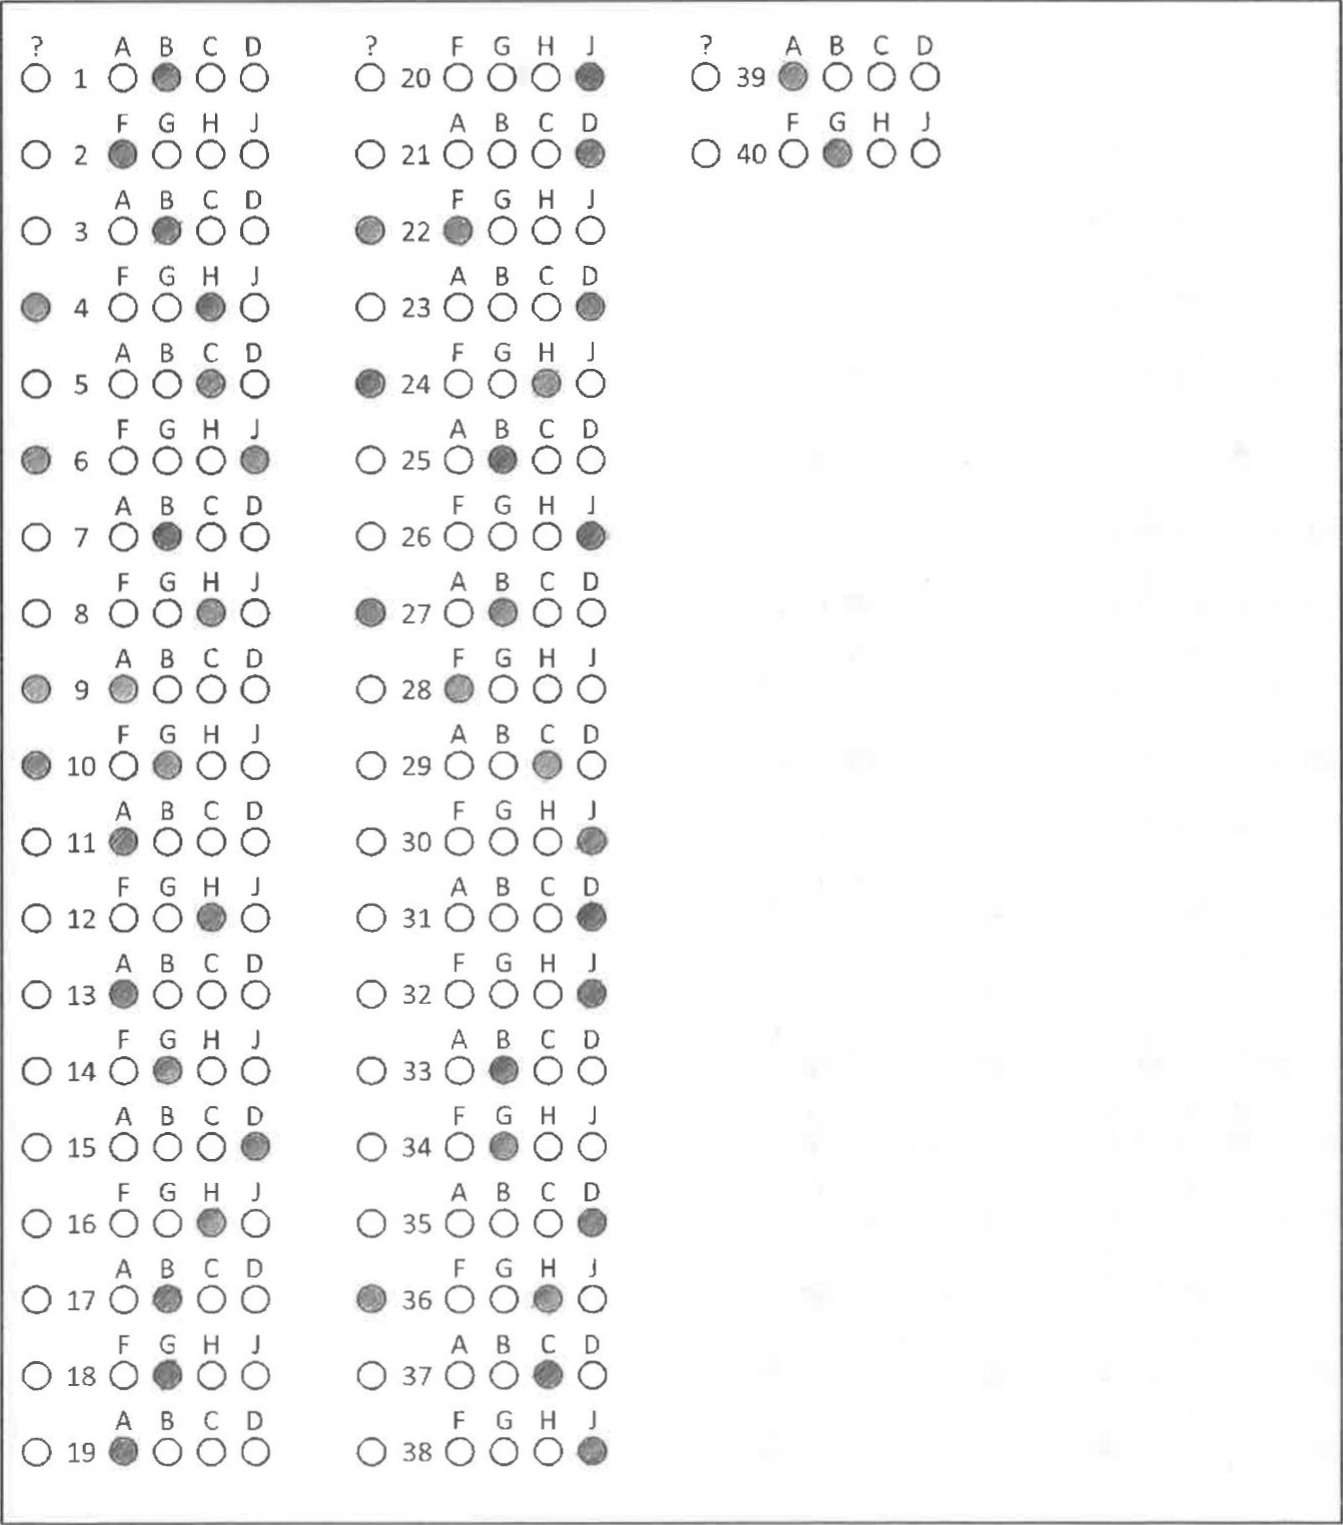 ? A B C D
1
F G H J
2
A B C D
3
F G H J
4
A B C D
5
F G H J
6
A B C D
7
F G H J
8
A B C D
9
F G H J
10
A B C D
11
F G H J
12
A B C D
13
F G H J
14
A B C D
15
F G H J
16
A B C D
17
F G H J
18
A B C D
19
? F G H J
20
A B C D
21
F G H J
22
A B C D
23
F G H J
24
A B C D
25
F G H J
26
A B C D
27
F G H J
28
A B C D
29
F G H J
30
A B C D
31
F G H J
32
A B C D
33
F G H J
34
A B C D
35
F G H J
36
A B C D
37
F G H J
38
? A B C D
39
F G H J
40